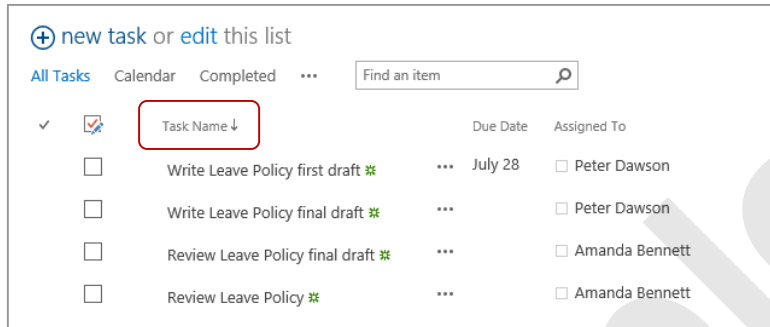 new task or edit this list
All Tasks Calendar Completed ... Find an item
Task Name↓ Due Date Assigned To
Write Leave Policy first draft ... July 28 Peter Dawson
Write Leave Policy final draft ... Peter Dawson
Review Leave Policy final draft ... Amanda Bennett
Review Leave Policy ... Amanda Bennett